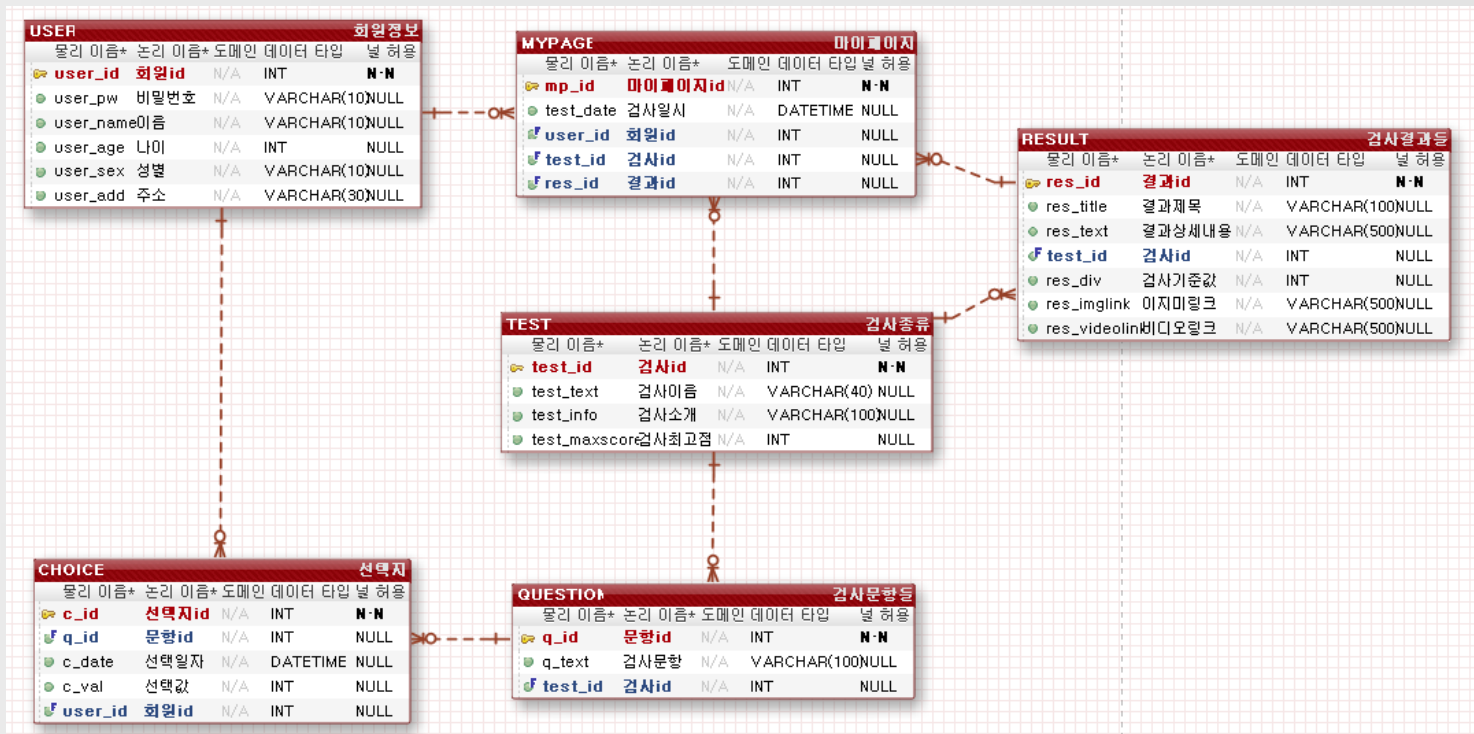 USER 회원정보
물리 이름* 논리 이름* 도메인 데이터 타입 널 허용
user_id 회원id N/A INT N-N
user_pw 비밀번호 N/A VARCHAR(10) NULL
user_name 이름 N/A VARCHAR(10) NULL
user_age 나이 N/A INT NULL
user_sex 성별 N/A VARCHAR(10) NULL
user_add 주소 N/A VARCHAR(30) NULL
MYPAGE 마이페이지
물리 이름* 논리 이름* 도메인 데이터 타입 널 허용
mp_id 마이페이지id N/A INT N-N
test_date 검사일시 N/A DATETIME NULL
user_id 회원id N/A INT NULL
test_id 검사id N/A INT NULL
res_id 결과id N/A INT NULL
RESULT 검사결과들
물리 이름* 논리 이름* 도메인 데이터 타입 널 허용
res_id 결과id N/A INT N-N
res_title 결과제목 N/A VARCHAR(100) NULL
res_text 결과상세내용 N/A VARCHAR(500) NULL
test_id 검사id N/A INT NULL
res_div 검사기준값 N/A INT NULL
res_imglink 이지미링크 N/A VARCHAR(500) NULL
res_videolin 비디오링크 N/A VARCHAR(500) NULL
TEST 검사종류
물리 이름* 논리 이름* 도메인 데이터 타입 널 허용
test_id 검사id N/A INT N-N
test_text 검사이름 N/A VARCHAR(40) NULL
test_info 검사소개 N/A VARCHAR(100) NULL
test_maxscore 검사최고점 N/A INT NULL
CHOICE 선택지
물리 이름* 논리 이름* 도메인 데이터 타입 널 허용
c_id 선택지id N/A INT N-N
q_id 문항id N/A INT NULL
c_date 선택일자 N/A DATETIME NULL
c_val 선택값 N/A INT NULL
user_id 회원id N/A INT NULL
QUESTION 검사문항들
물리 이름* 논리 이름* 도메인 데이터 타입 널 허용
q_id 문항id N/A INT N-N
q_text 검사문항 N/A VARCHAR(100) NULL
test_id 검사id N/A INT NULL